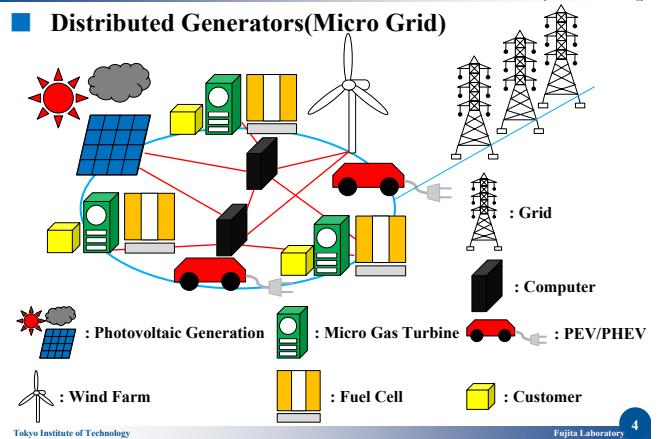 Distributed Generators(Micro Grid)
: Grid
: Computer
: Photovoltaic Generation
: Micro Gas Turbine
: PEV/PHEV
: Wind Farm
: Fuel Cell
: Customer
Tokyo Institute of Technology
Fujita Laboratory
4